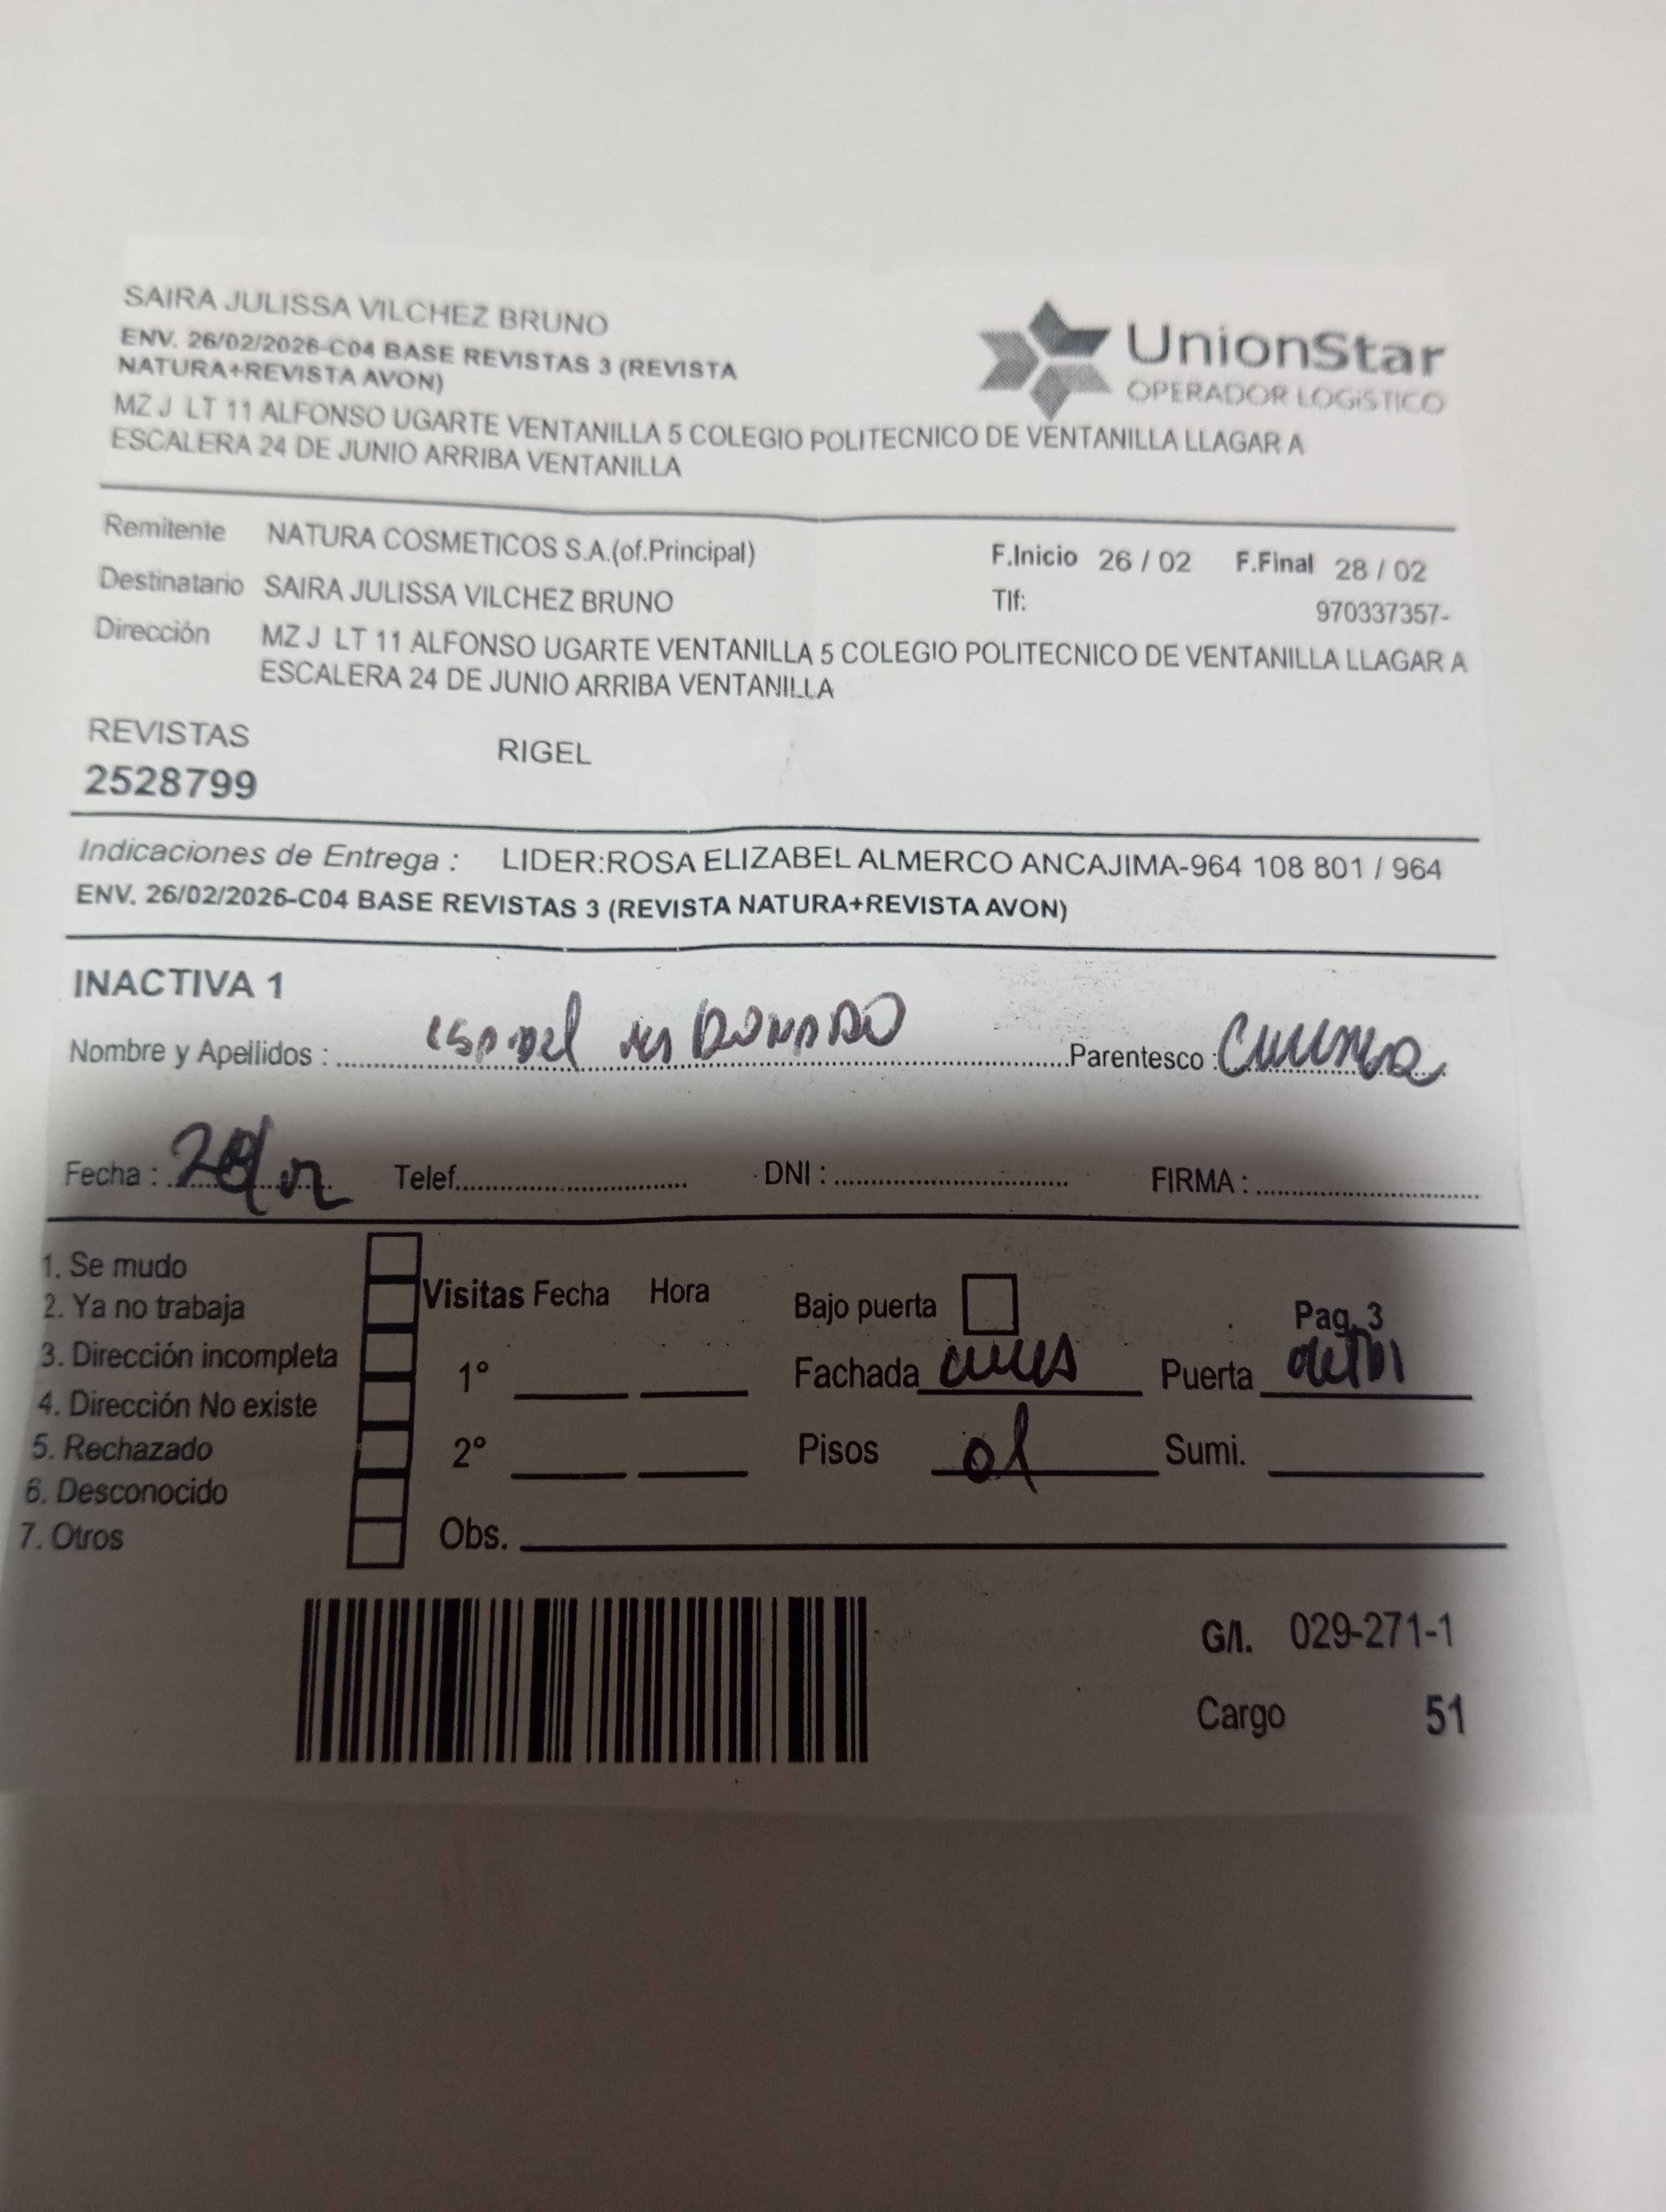 SAIRA JULISSA VILCHEZ BRUNO
ENV. 26/02/2026-C04 BASE REVISTAS 3 (REVISTA
NATURA+REVISTA AVON)
MZ J LT 11 ALFONSO UGARTE VENTANILLA 5 COLEGIO POLITECNICO DE VENTANILLA LLAGAR A
ESCALERA 24 DE JUNIO ARRIBA VENTANILLA
UnionStar
OPERADOR LOGíSTICO
Remitente NATURA COSMETICOS S.A.(of.Principal)
F.Inicio 26 / 02 F.Final 28 / 02
Destinatario SAIRA JULISSA VILCHEZ BRUNO
Tlf: 970337357-
Dirección MZ J LT 11 ALFONSO UGARTE VENTANILLA 5 COLEGIO POLITECNICO DE VENTANILLA LLAGAR A
ESCALERA 24 DE JUNIO ARRIBA VENTANILLA
REVISTAS RIGEL
2528799
Indicaciones de Entrega : LIDER:ROSA ELIZABEL ALMERCO ANCAJIMA-964 108 801 / 964
ENV. 26/02/2026-C04 BASE REVISTAS 3 (REVISTA NATURA+REVISTA AVON)
INACTIVA 1
Nombre y Apellidos : Parentesco :
Fecha : Telef. DNI : FIRMA :
1. Se mudo
2. Ya no trabaja
3. Dirección incompleta
4. Dirección No existe
5. Rechazado
6. Desconocido
7. Otros
Visitas Fecha Hora
1°
2°
Obs.
Bajo puerta Pag. 3
Fachada Puerta
Pisos Sumi.
G/I. 029-271-1
Cargo 51